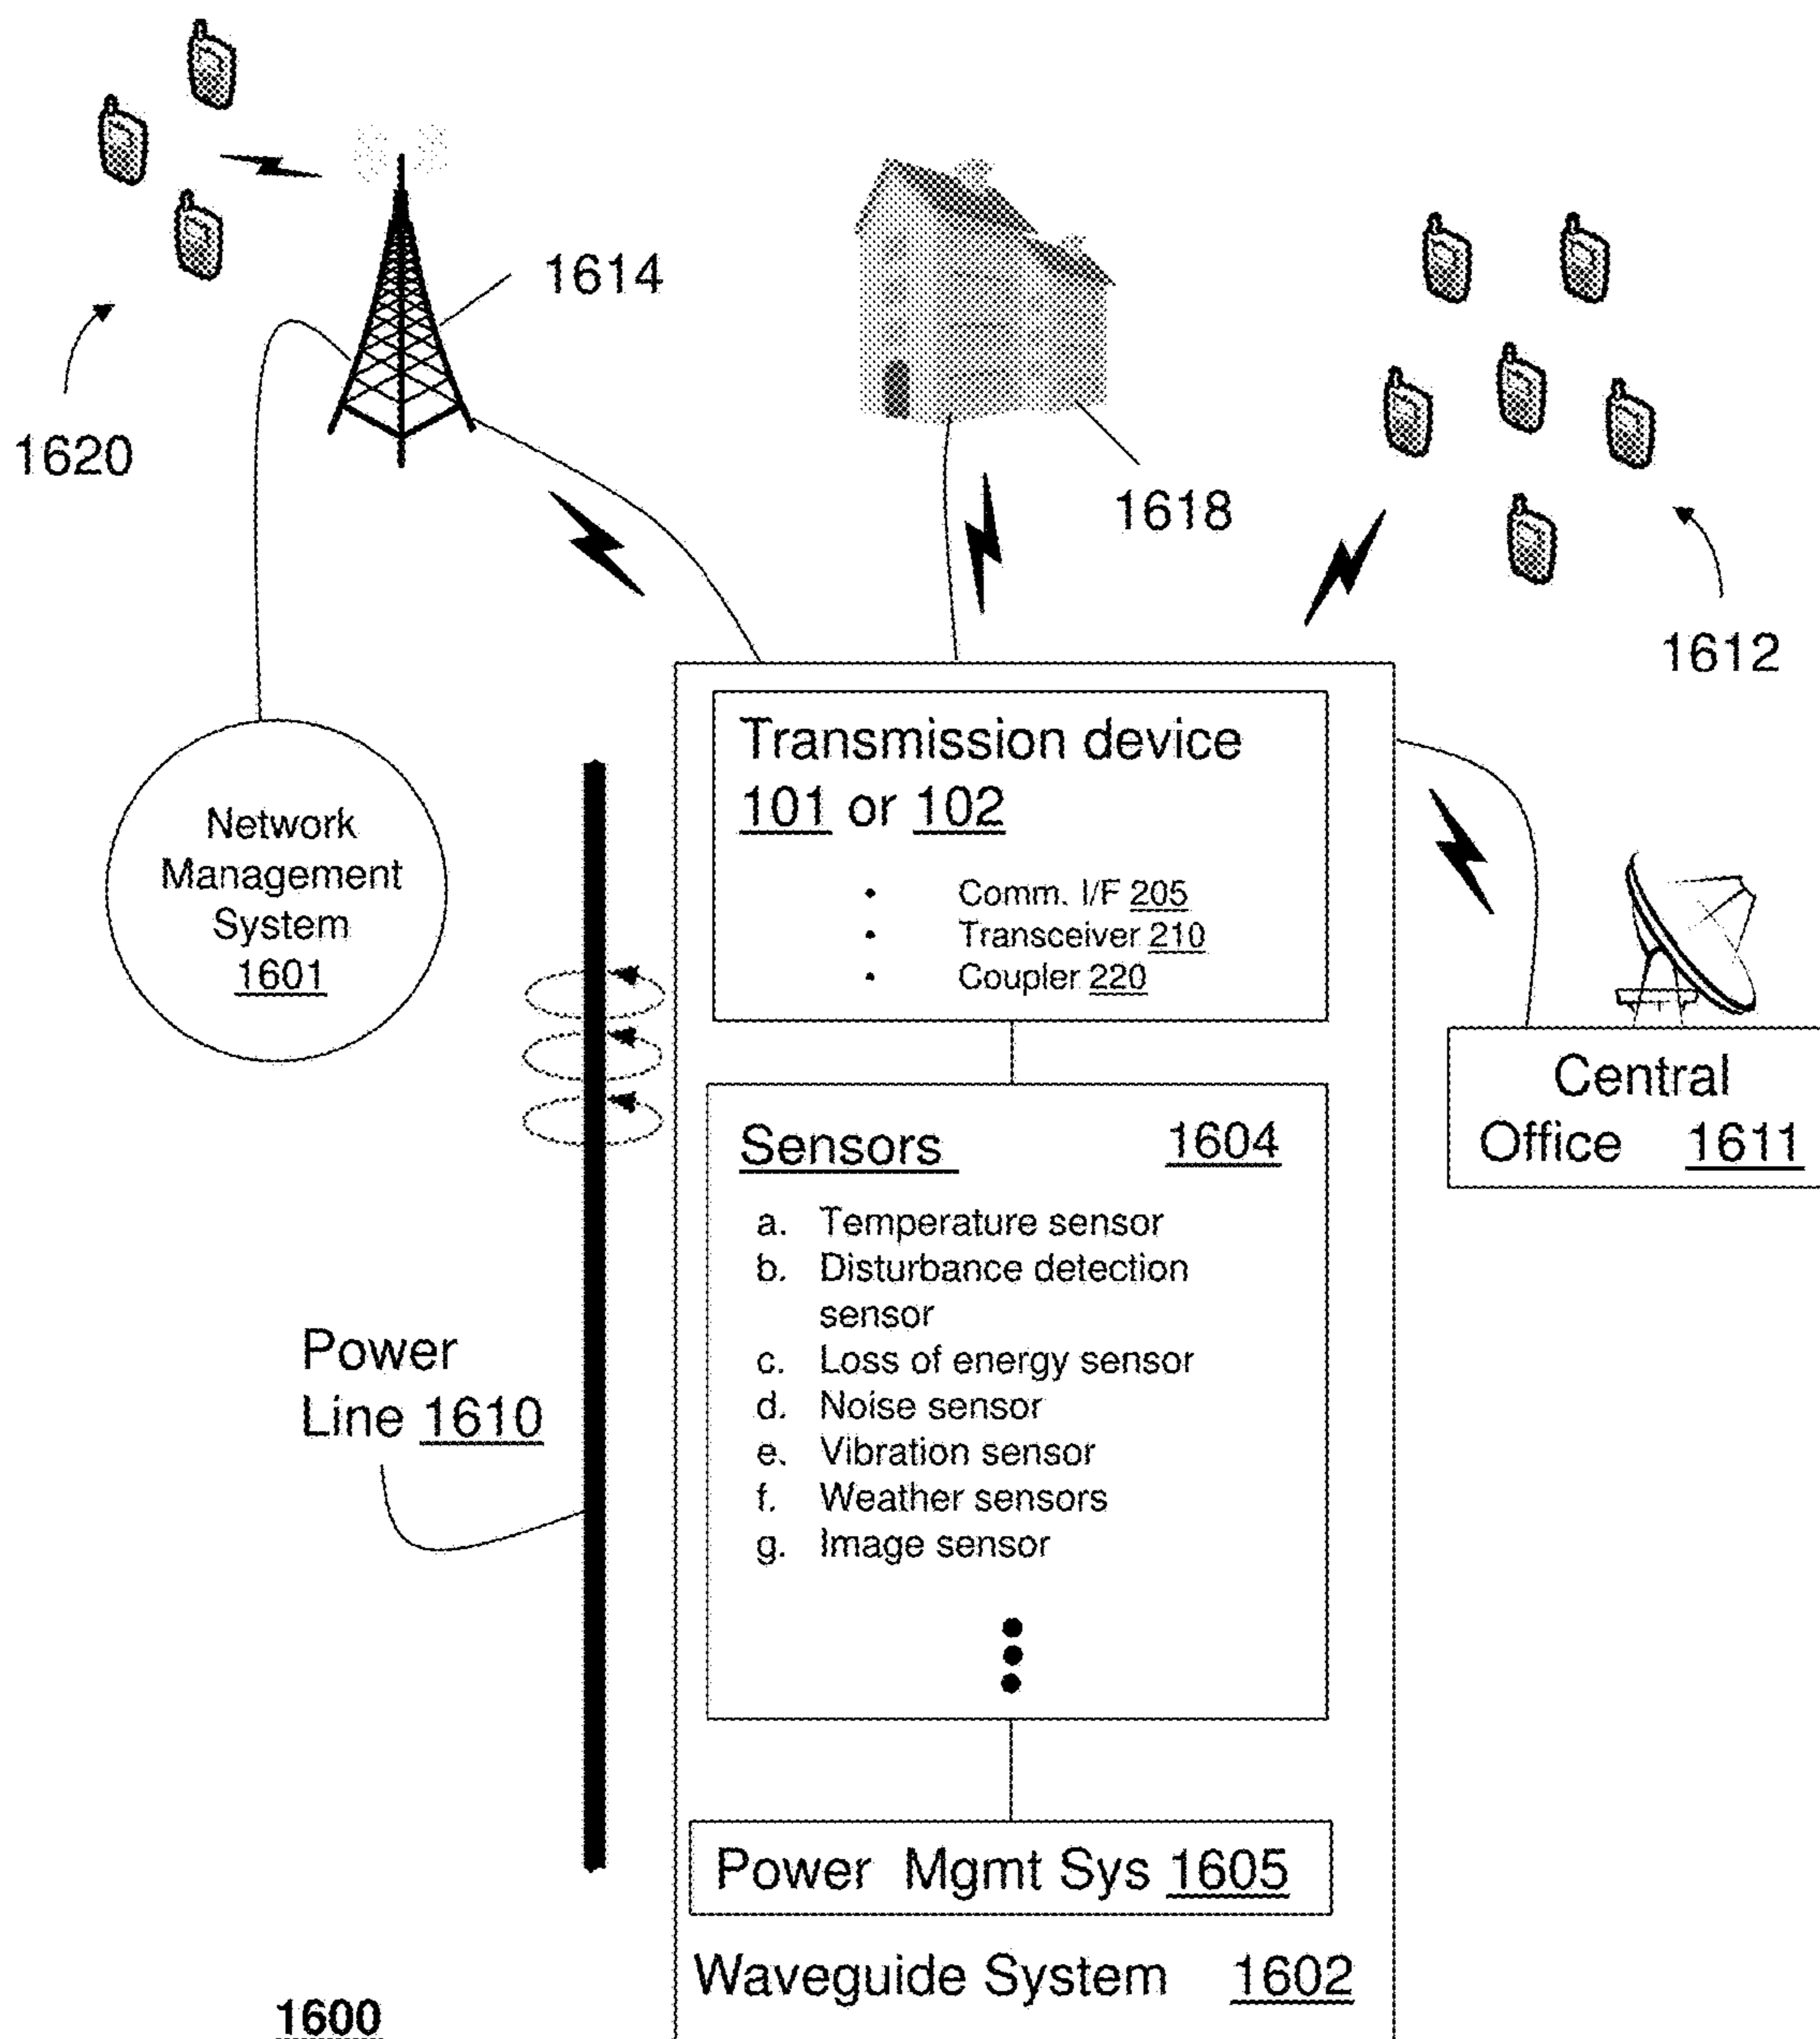 1614
1620
1618
1612
Network
Management
System
1601
Transmission device
101 or 102
• Comm. I/F 205
• Transceiver 210
• Coupler 220
Central
Office 1611
Sensors 1604
a. Temperature sensor
b. Disturbance detection
sensor
c. Loss of energy sensor
d. Noise sensor
e. Vibration sensor
f. Weather sensors
g. Image sensor
Power
Line 1610
Power Mgmt Sys 1605
Waveguide System 1602
1600